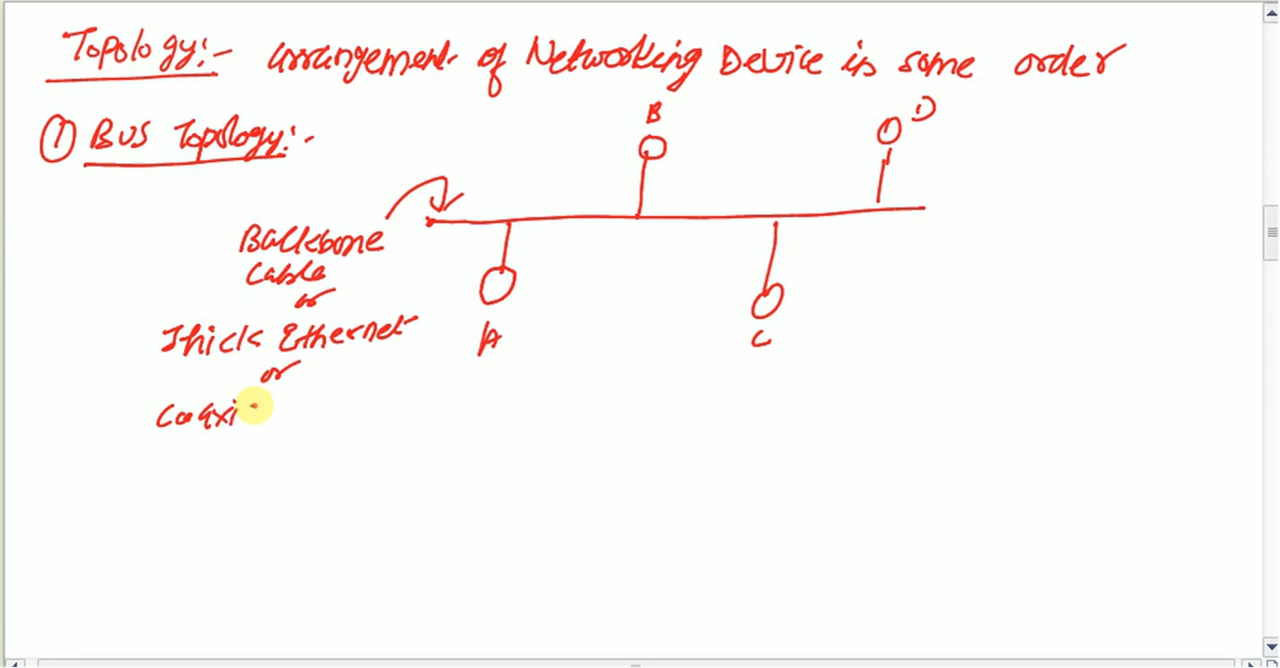 Topology:- arrangement of Networking Device in some order
① BUS Topology:-
B
D
Backbone
Cable
or
Thick Ethernet
or
Coaxi
A
C